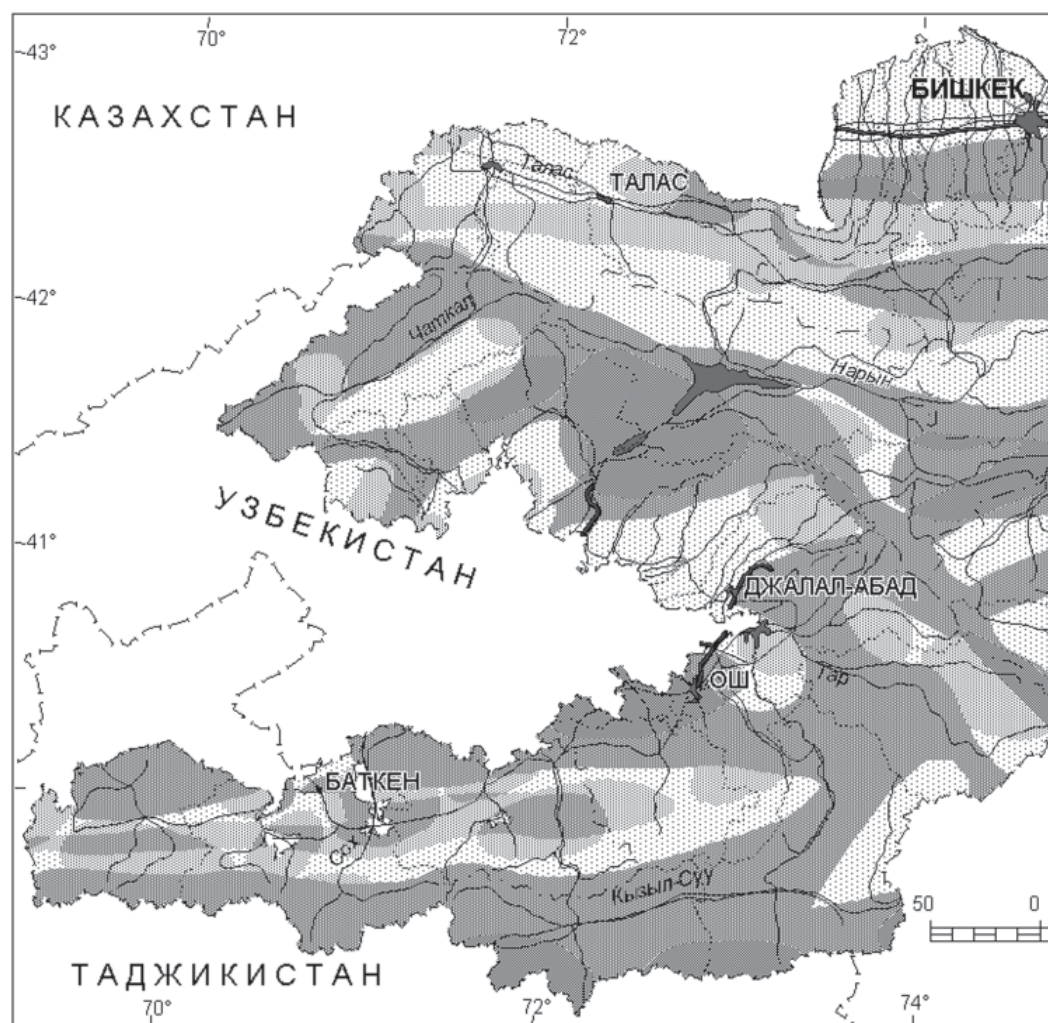 70°
72°
43°
КАЗАХСТАН
БИШКЕК
Талас
ТАЛАС
42°
Чаткал
Нарын
УЗБЕКИСТАН
41°
ДЖАЛАЛ-АБАД
ОШ
Тар
БАТКЕН
Сох
Кызыл-Суу
50 0
ТАДЖИКИСТАН
70°
72°
74°